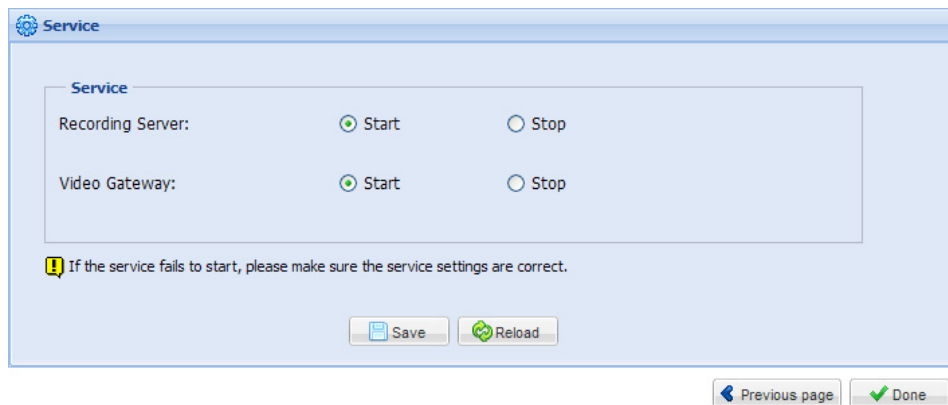 Service
Service
Recording Server: Start Stop
Video Gateway: Start Stop
If the service fails to start, please make sure the service settings are correct.
Save Reload
Previous page Done